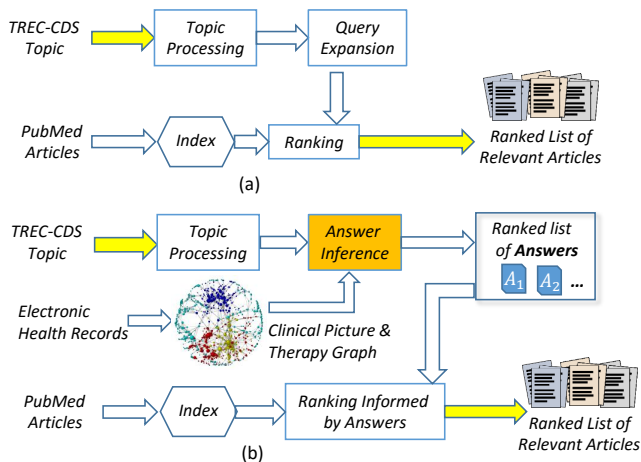 TREC-CDS
Topic
Topic
Processing
Query
Expansion
PubMed
Articles
Index
Ranking
Ranked List of
Relevant Articles
(a)
TREC-CDS
Topic
Topic
Processing
Answer
Inference
Ranked list
of Answers
A1 A2 ...
Electronic
Health Records
Clinical Picture &
Therapy Graph
PubMed
Articles
Index
Ranking Informed
by Answers
Ranked List of
Relevant Articles
(b)